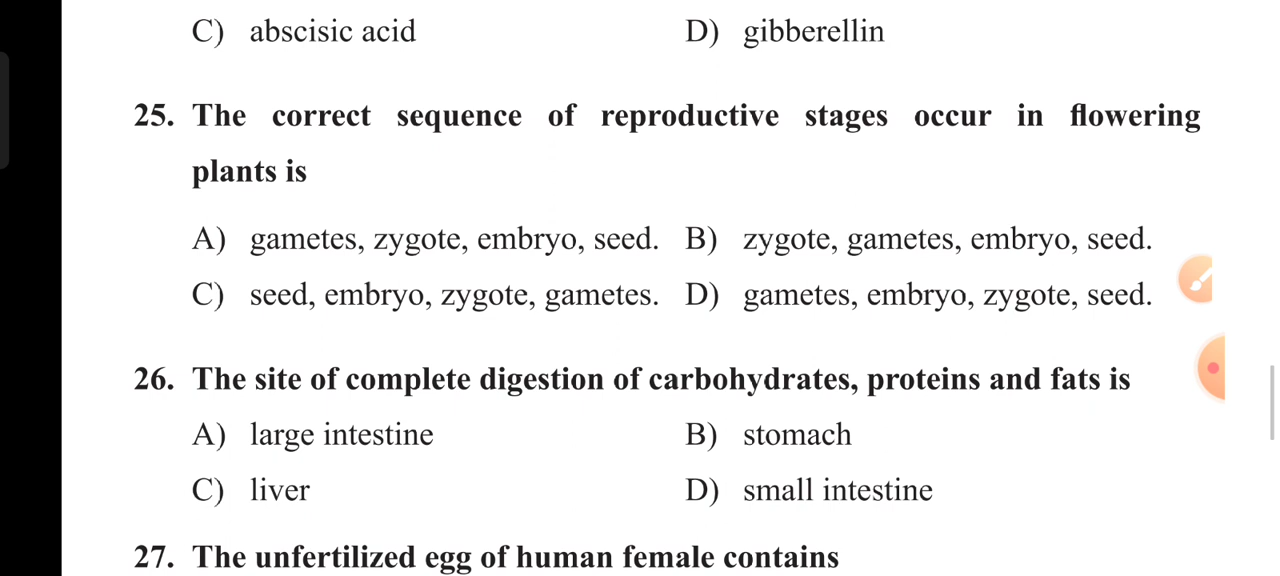 C) abscisic acid D) gibberellin
25. The correct sequence of reproductive stages occur in flowering
plants is
A) gametes, zygote, embryo, seed. B) zygote, gametes, embryo, seed.
C) seed, embryo, zygote, gametes. D) gametes, embryo, zygote, seed.
26. The site of complete digestion of carbohydrates, proteins and fats is
A) large intestine B) stomach
C) liver D) small intestine
27. The unfertilized egg of human female contains